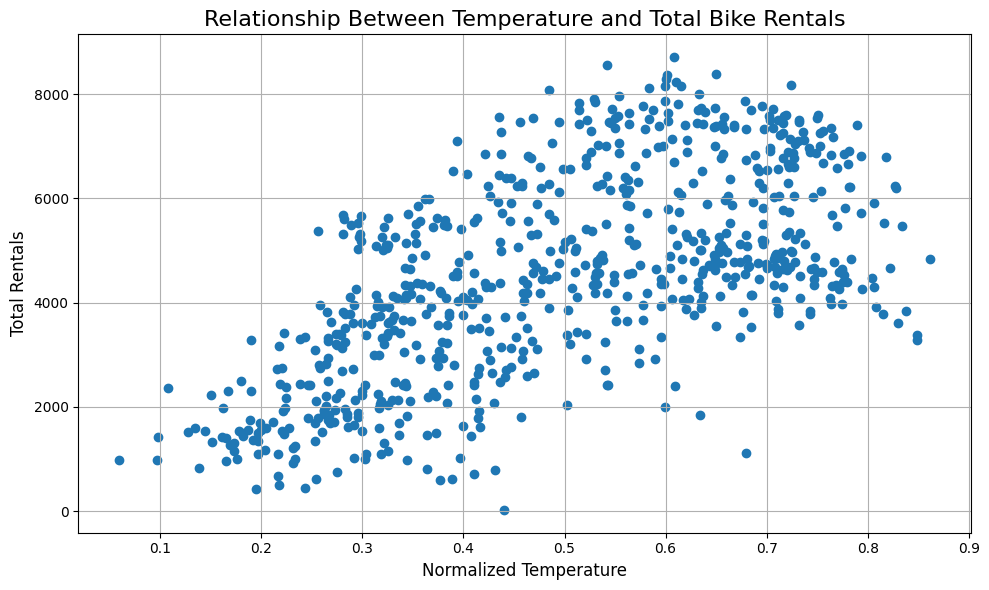 Relationship Between Temperature and Total Bike Rentals
8000
6000
4000
2000
0
Total Rentals
0.1 0.2 0.3 0.4 0.5 0.6 0.7 0.8 0.9
Normalized Temperature